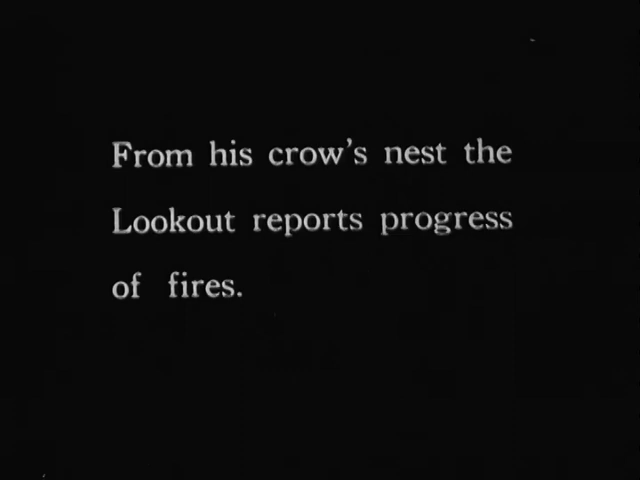 From his crow's nest the
Lookout reports progress
of fires.